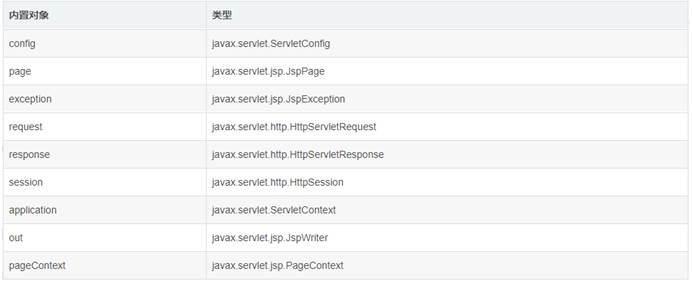 内置对象 类型
config javax.servlet.ServletConfig
page javax.servlet.jsp.JspPage
exception javax.servlet.jsp.JspException
request javax.servlet.http.HttpServletRequest
response javax.servlet.http.HttpServletResponse
session javax.servlet.http.HttpSession
application javax.servlet.ServletContext
out javax.servlet.jsp.JspWriter
pageContext javax.servlet.jsp.PageContext